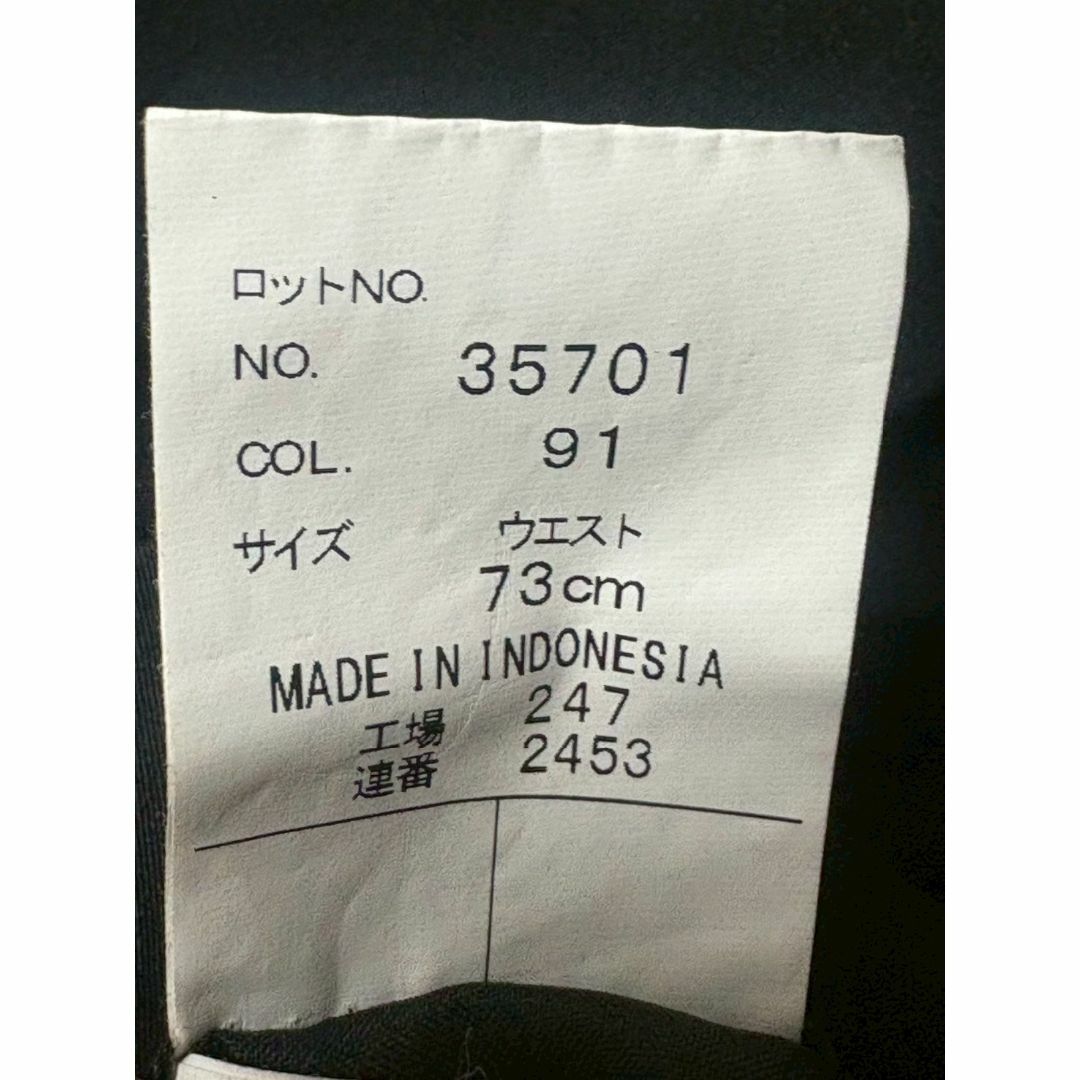 ロットNO.
NO. 35701
COL. 91
サイズ ウエスト
73cm
MADE IN INDONESIA
工場 247
連番 2453